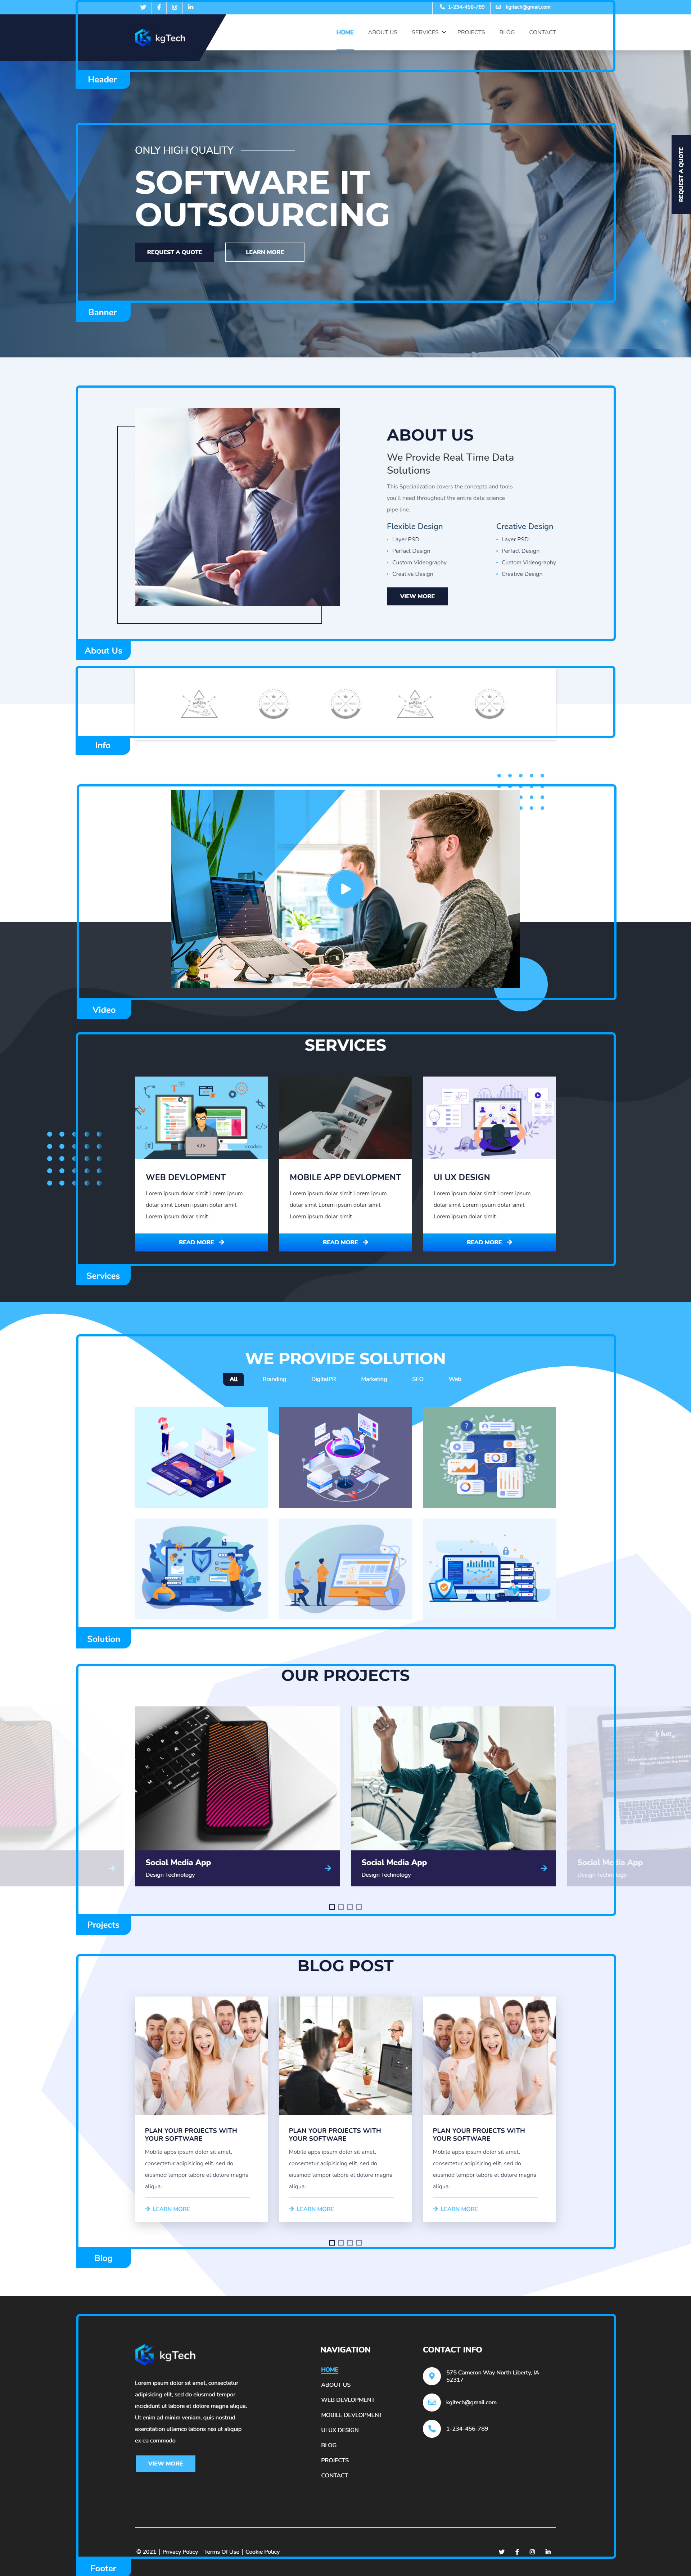 1-234-456-789
kgitech@gmail.com
kgTech
HOME
ABOUT US
SERVICES
PROJECTS
BLOG
CONTACT
Header
ONLY HIGH QUALITY
SOFTWARE IT
OUTSOURCING
REQUEST A QUOTE
LEARN MORE
REQUEST A QUOTE
Banner
ABOUT US
We Provide Real Time Data
Solutions
This Specialization covers the concepts and tools
you'll need throughout the entire data science
pipe line.
Flexible Design
Layer PSD
Perfact Design
Custom Videography
Creative Design
Creative Design
Layer PSD
Perfact Design
Custom Videography
Creative Design
VIEW MORE
About Us
Info
Video
SERVICES
WEB DEVLOPMENT
Lorem ipsum dolar simit Lorem ipsum
dolar simit Lorem ipsum dolar simit
Lorem ipsum dolar simit
READ MORE
MOBILE APP DEVLOPMENT
Lorem ipsum dolar simit Lorem ipsum
dolar simit Lorem ipsum dolar simit
Lorem ipsum dolar simit
READ MORE
UI UX DESIGN
Lorem ipsum dolar simit Lorem ipsum
dolar simit Lorem ipsum dolar simit
Lorem ipsum dolar simit
READ MORE
Services
WE PROVIDE SOLUTION
All
Branding
DigitalPR
Marketing
SEO
Web
Solution
OUR PROJECTS
Social Media App
Design Technology
Social Media App
Design Technology
Social Media App
Design Technology
Projects
BLOG POST
PLAN YOUR PROJECTS WITH
YOUR SOFTWARE
Mobile apps ipsum dolor sit amet,
consectetur adipisicing elit, sed do
eiusmod tempor labore et dolore magna
aliqua.
LEARN MORE
PLAN YOUR PROJECTS WITH
YOUR SOFTWARE
Mobile apps ipsum dolor sit amet,
consectetur adipisicing elit, sed do
eiusmod tempor labore et dolore magna
aliqua.
LEARN MORE
PLAN YOUR PROJECTS WITH
YOUR SOFTWARE
Mobile apps ipsum dolor sit amet,
consectetur adipisicing elit, sed do
eiusmod tempor labore et dolore magna
aliqua.
LEARN MORE
Blog
kgTech
Lorem ipsum dolor sit amet, consectetur
adipisicing elit, sed do eiusmod tempor
incididunt ut labore et dolore magna aliqua.
Ut enim ad minim veniam, quis nostrud
exercitation ullamco laboris nisi ut aliquip
ex ea commodo
VIEW MORE
NAVIGATION
HOME
ABOUT US
WEB DEVLOPMENT
MOBILE DEVLOPMENT
UI UX DESIGN
BLOG
PROJECTS
CONTACT
CONTACT INFO
575 Cameron Way North Liberty, IA
52317
kgitech@gmail.com
1-234-456-789
© 2021 | Privacy Policy | Terms Of Use | Cookie Policy
Footer